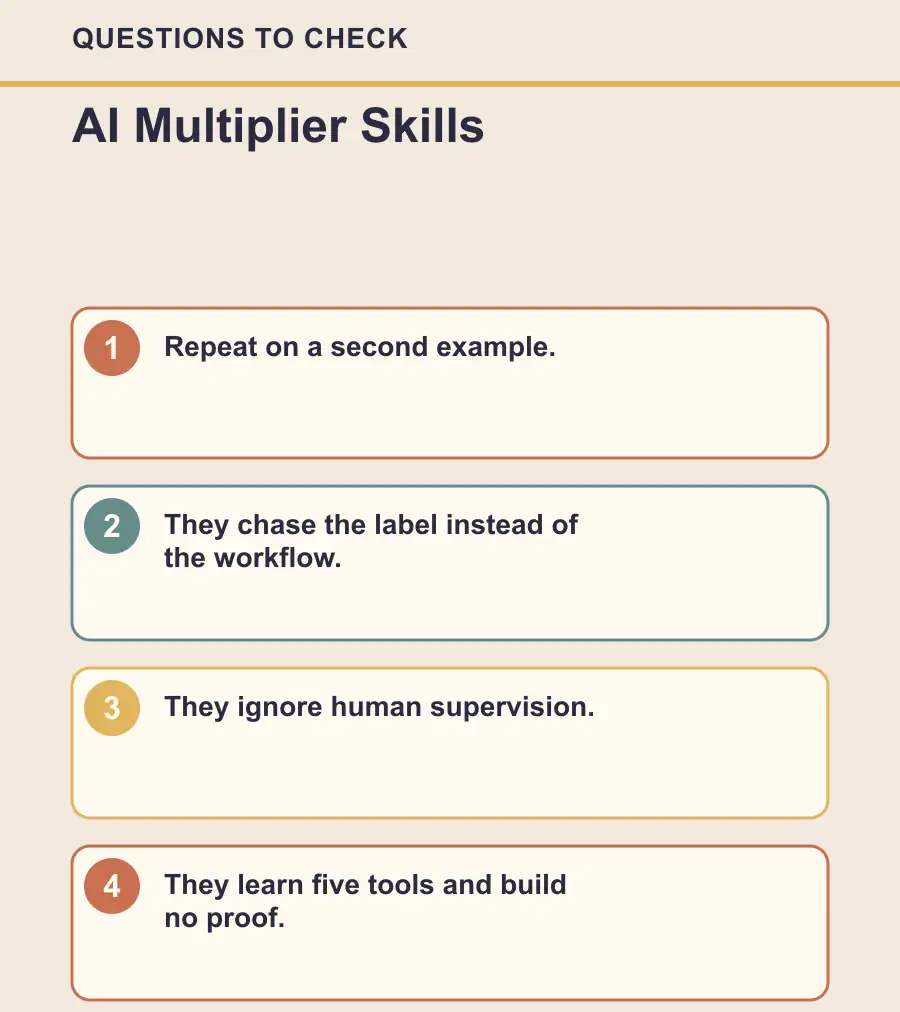 QUESTIONS TO CHECK
AI Multiplier Skills
1
Repeat on a second example.
2
They chase the label instead of
the workflow.
3
They ignore human supervision.
4
They learn five tools and build
no proof.